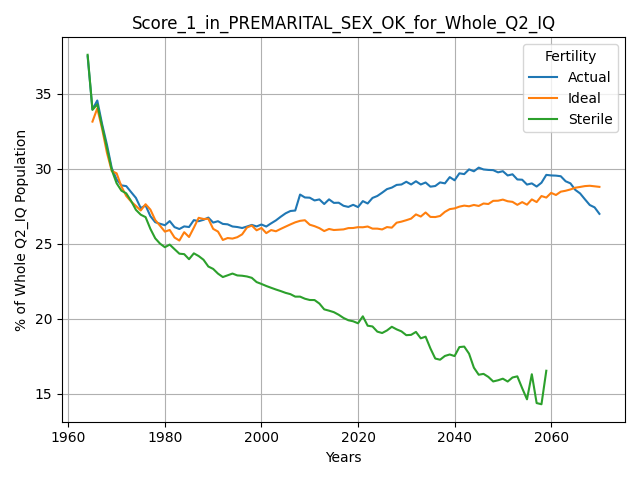 Score_1_in_PREMARITAL_SEX_OK_for_Whole_Q2_IQ
Fertility
Actual
Ideal
Sterile
% of Whole Q2_IQ Population
35
30
25
20
15
1960 1980 2000 2020 2040 2060
Years